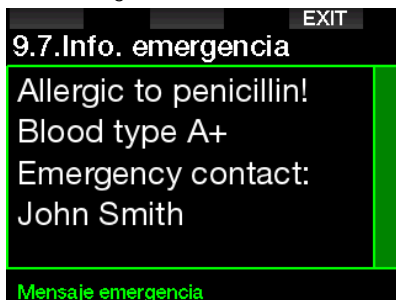 EXIT
9.7.Info. emergencia
Allergic to penicillin!
Blood type A+
Emergency contact:
John Smith
Mensaje emergencia